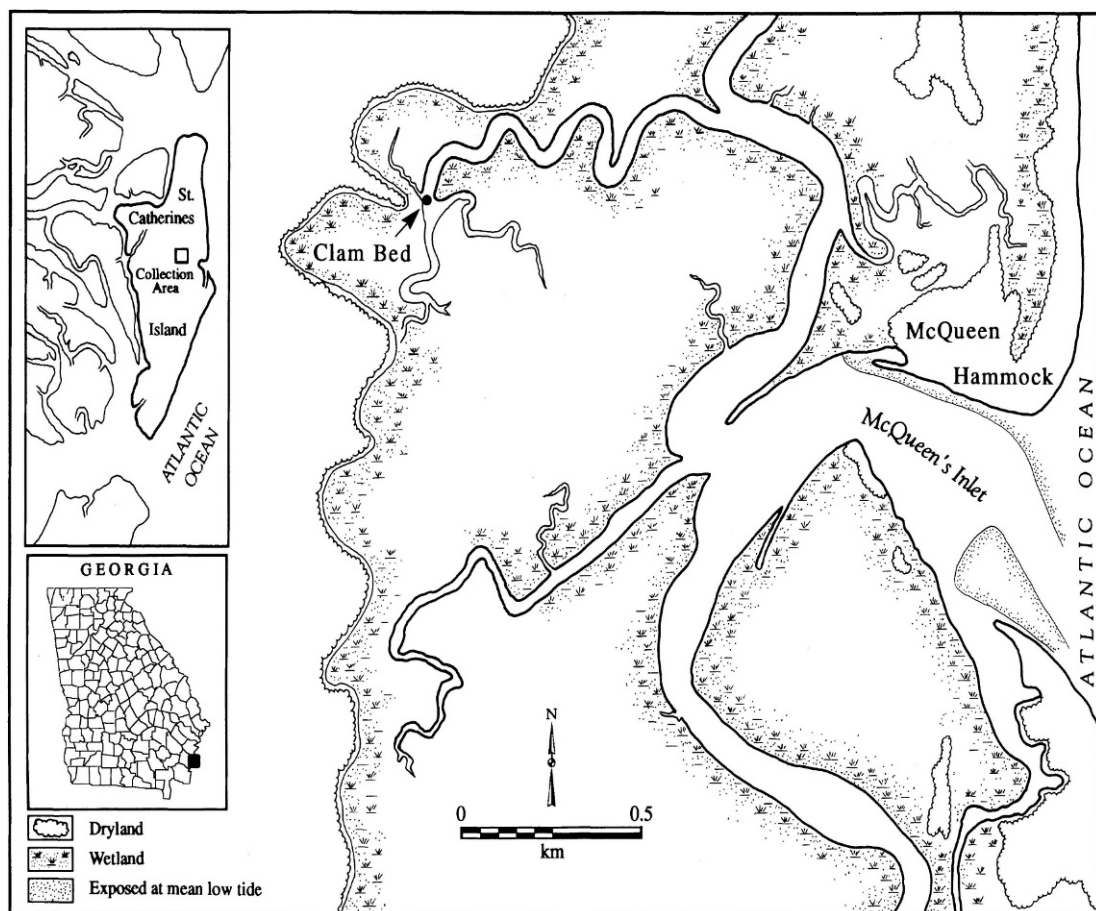 St.
Catherines
Collection
Area
Island
ATLANTIC
OCEAN
GEORGIA
Dryland
Wetland
Exposed at mean low tide
Clam Bed
McQueen
Hammock
McQueen's Inlet
ATLANTIC OCEAN
N
0 0.5
km